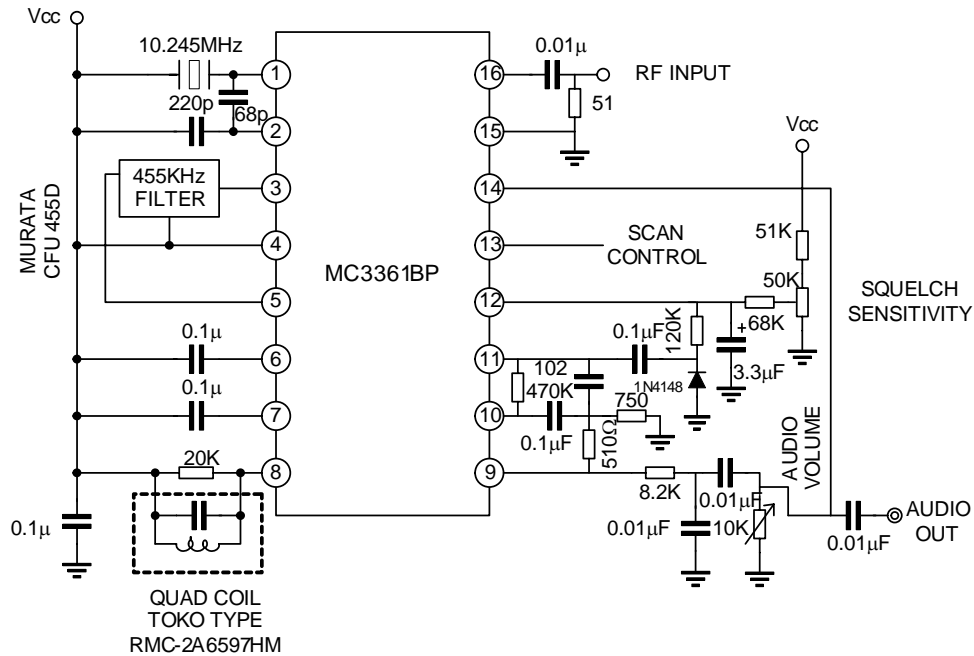 Vcc
10.245MHz
1
220p
68p
2
455KHz
FILTER
3
MURATA
CFU 455D
4
5
0.1μ
6
0.1μ
7
20K
8
0.1μ
QUAD COIL
TOKO TYPE
RMC-2A6597HM
MC3361BP
0.01μ
16
RF INPUT
51
15
Vcc
14
51K
SCAN
CONTROL
13
50K
12
SQUELCH
SENSITIVITY
0.1μF
120K
+
68K
11
102
3.3μF
470K
1N4148
10
750
0.1μF
510Ω
AUDIO
VOLUME
9
8.2K
0.01μF
0.01μF
10K
0.01μF
AUDIO
OUT